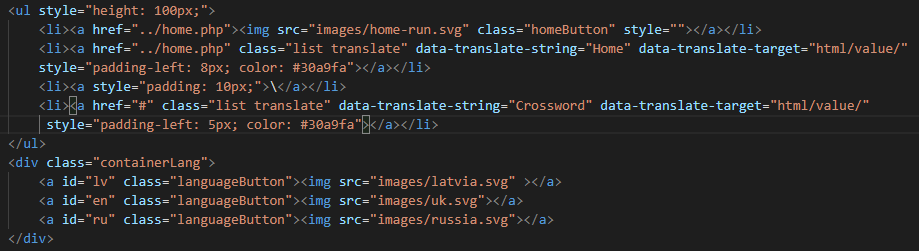 <ul style="height: 100px;">
<li><a href="../home.php"><img src="images/home-run.svg" class="homeButton" style=""></a></li>
<li><a href="../home.php" class="list translate" data-translate-string="Home" data-translate-target="html/value/"
style="padding-left: 8px; color: #30a9fa"></a></li>
<li><a style="padding: 10px;">\</a></li>
<li><a href="#" class="list translate" data-translate-string="Crossword" data-translate-target="html/value/"
style="padding-left: 5px; color: #30a9fa"></a></li>
</ul>
<div class="containerLang">
<a id="lv" class="languageButton"><img src="images/latvia.svg" ></a>
<a id="en" class="languageButton"><img src="images/uk.svg"></a>
<a id="ru" class="languageButton"><img src="images/russia.svg"></a>
</div>